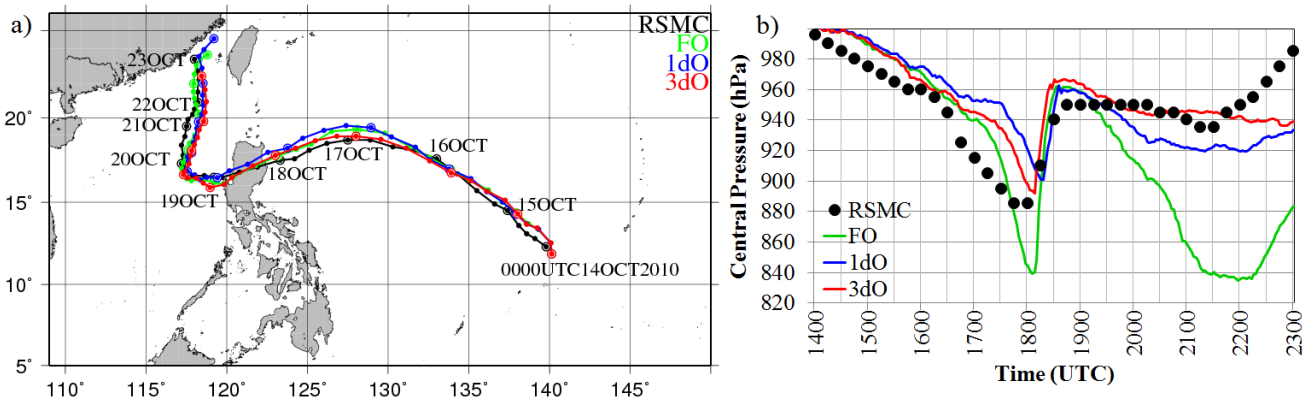 a)
RSMC
FO
1dO
3dO
23OCT
22OCT
21OCT
20OCT
19OCT
18OCT
17OCT
16OCT
15OCT
0000UTC14OCT2010
20˚
15˚
10˚
5˚
110˚ 115˚ 120˚ 125˚ 130˚ 135˚ 140˚ 145˚
b)
Central Pressure (hPa)
980
960
940
920
900
880
860
840
820
RSMC
FO
1dO
3dO
1400 1500 1600 1700 1800 1900 2000 2100 2200 2300
Time (UTC)